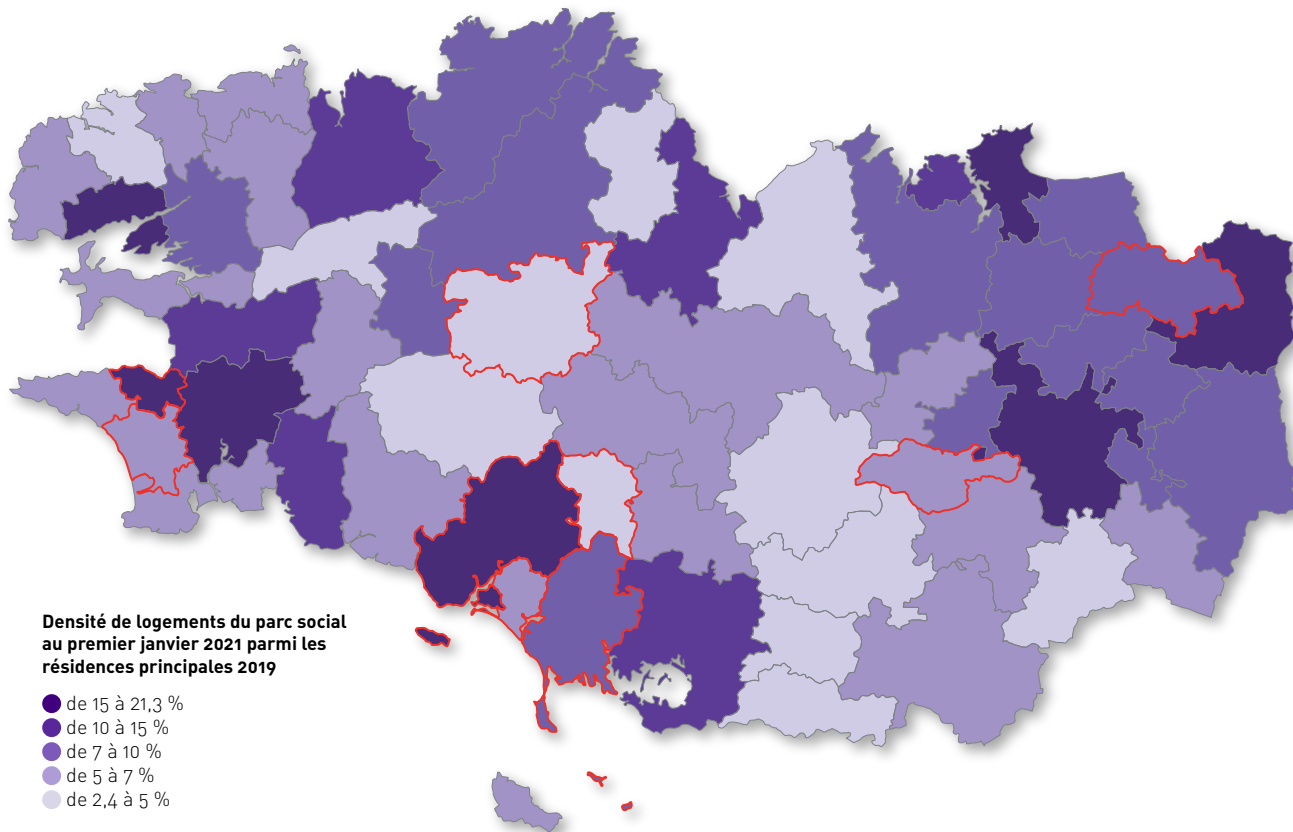 Densité de logements du parc social
au premier janvier 2021 parmi les
résidences principales 2019
de 15 à 21,3 %
de 10 à 15 %
de 7 à 10 %
de 5 à 7 %
de 2,4 à 5 %